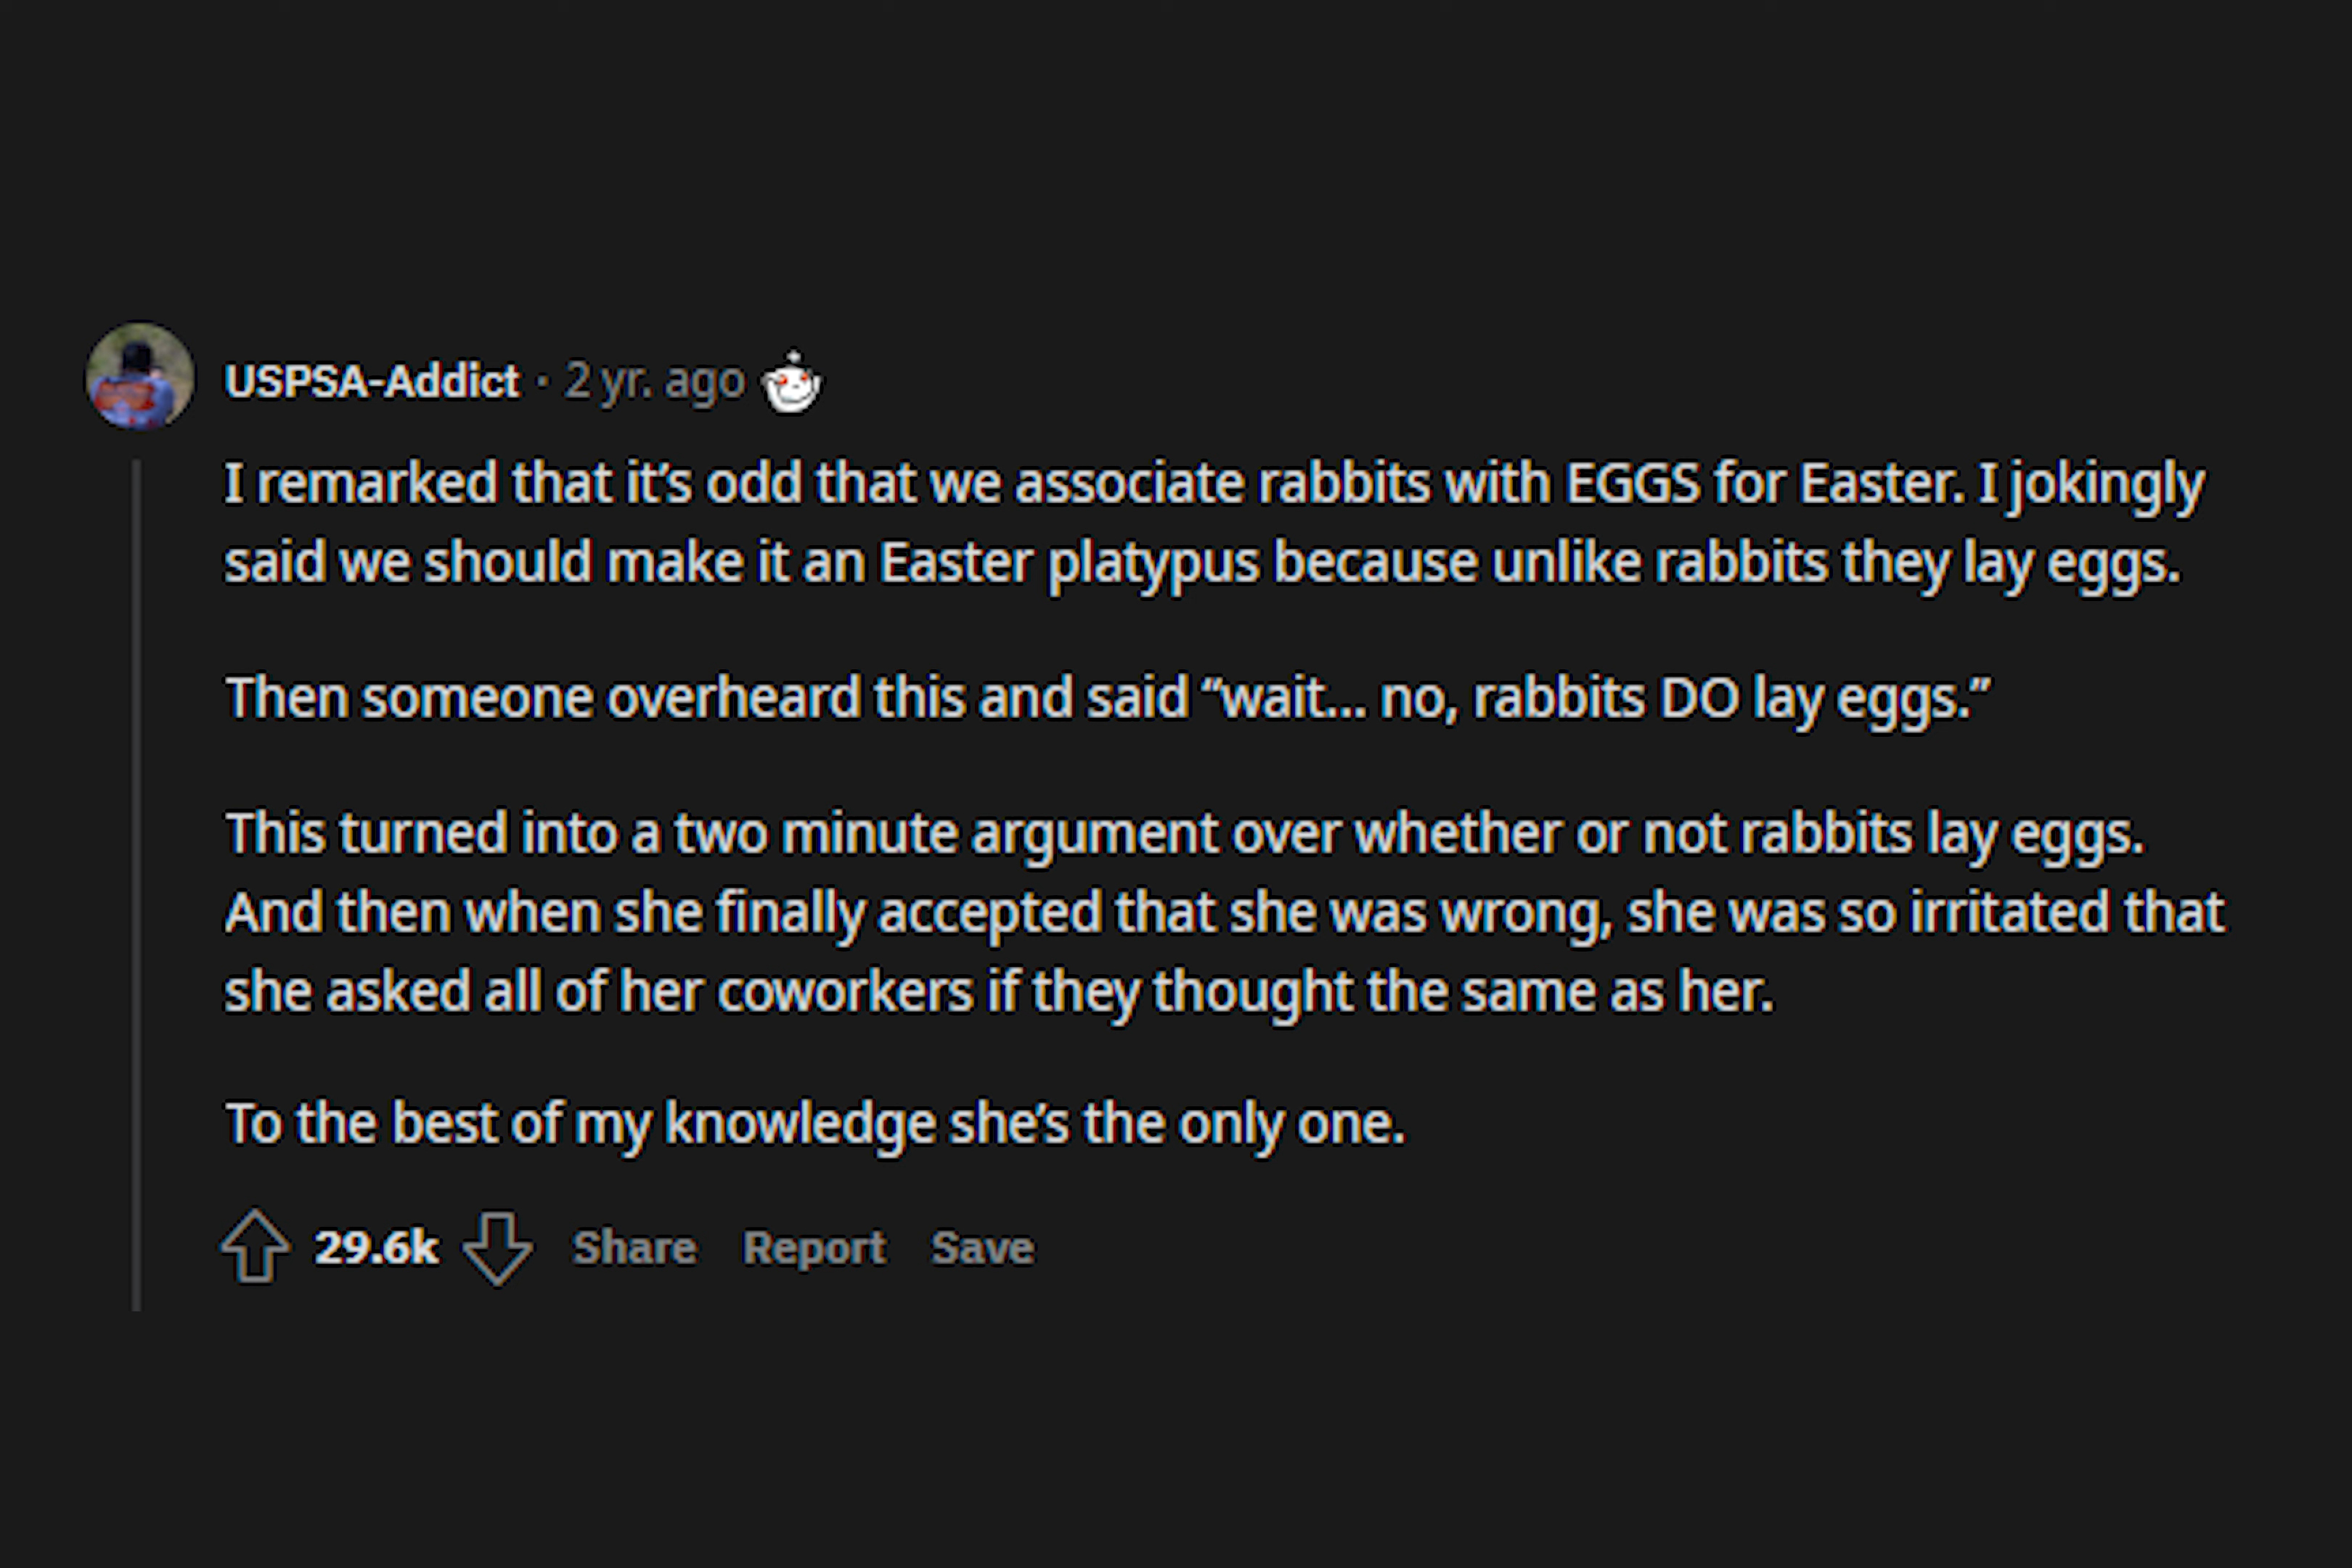 USPSA-Addict · 2 yr. ago
I remarked that it’s odd that we associate rabbits with EGGS for Easter. I jokingly
said we should make it an Easter platypus because unlike rabbits they lay eggs.
Then someone overheard this and said “wait... no, rabbits DO lay eggs.”
This turned into a two minute argument over whether or not rabbits lay eggs.
And then when she finally accepted that she was wrong, she was so irritated that
she asked all of her coworkers if they thought the same as her.
To the best of my knowledge she’s the only one.
29.6k Share Report Save